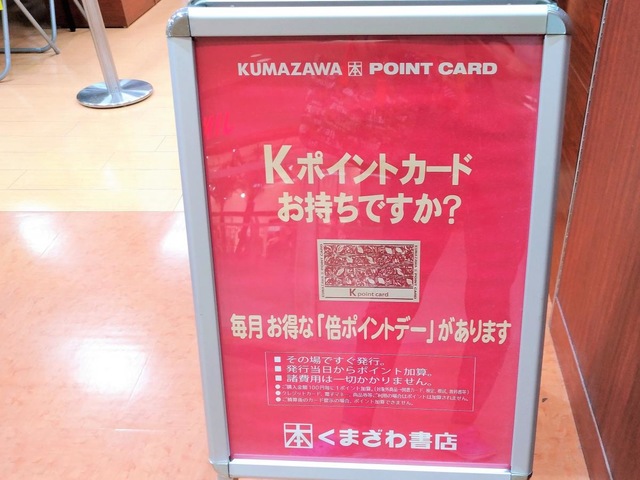 KUMAZAWA 本 POINT CARD
Kポイントカード
お持ちですか?
K point card
毎月 お得な「倍ポイントデー」があります
■ その場ですぐ発行。
■ 発行当日からポイント加算。
■ 諸費用は一切かかりません。
本 くまざわ書店